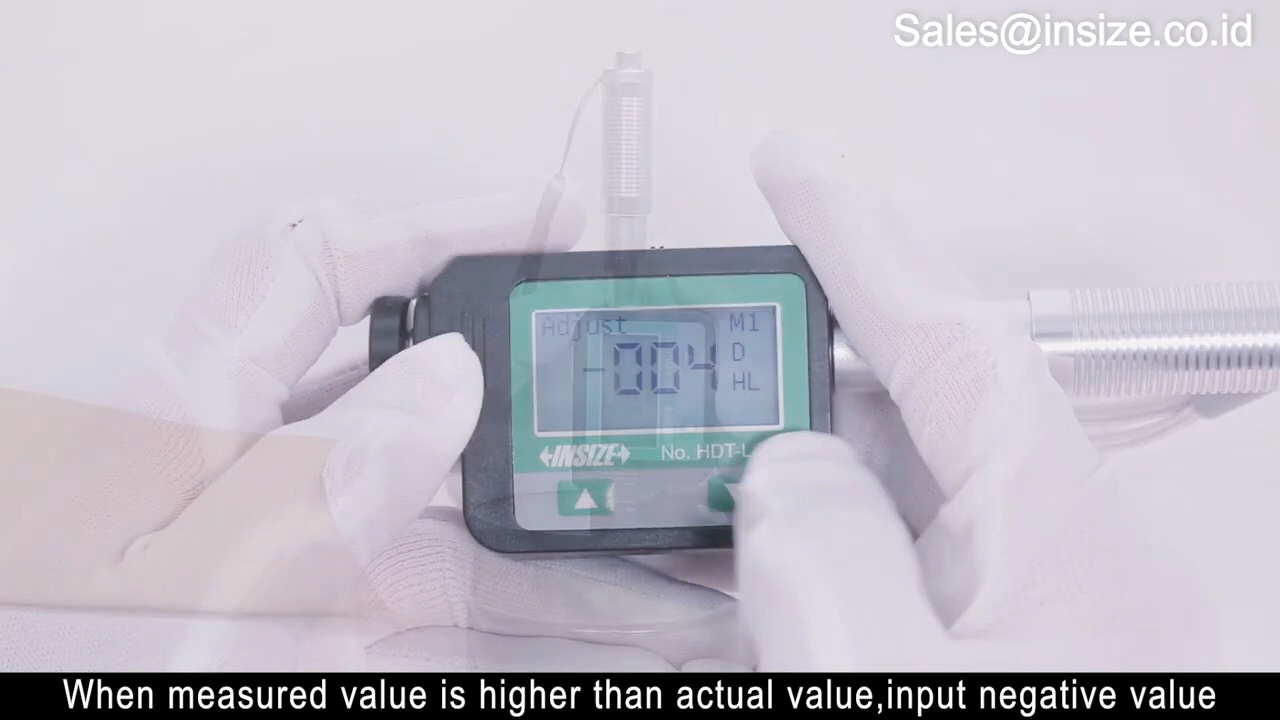 Sales@insize.co.id
Adjust M1
-004 D
HL
INSIZE No. HDT-L
When measured value is higher than actual value,input negative value